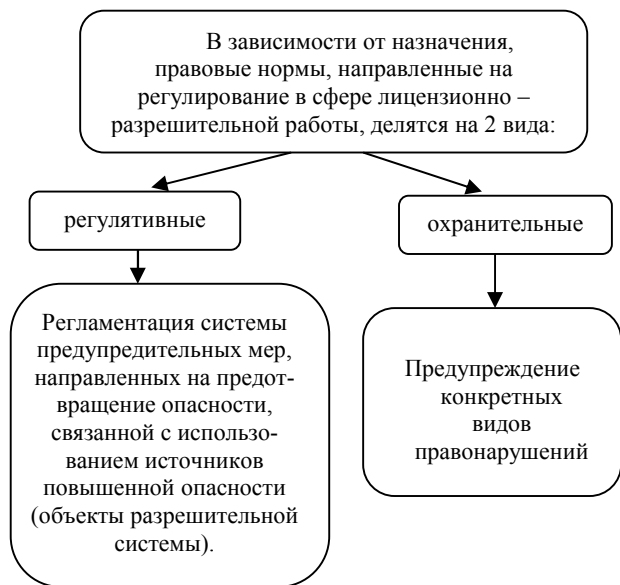 В зависимости от назначения,
правовые нормы, направленные на
регулирование в сфере лицензионно –
разрешительной работы, делятся на 2 вида:
регулятивные
охранительные
Регламентация системы
предупредительных мер,
направленных на предот-
вращение опасности,
связанной с использо-
ванием источников
повышенной опасности
(объекты разрешительной
системы).
Предупреждение
конкретных
видов
правонарушений